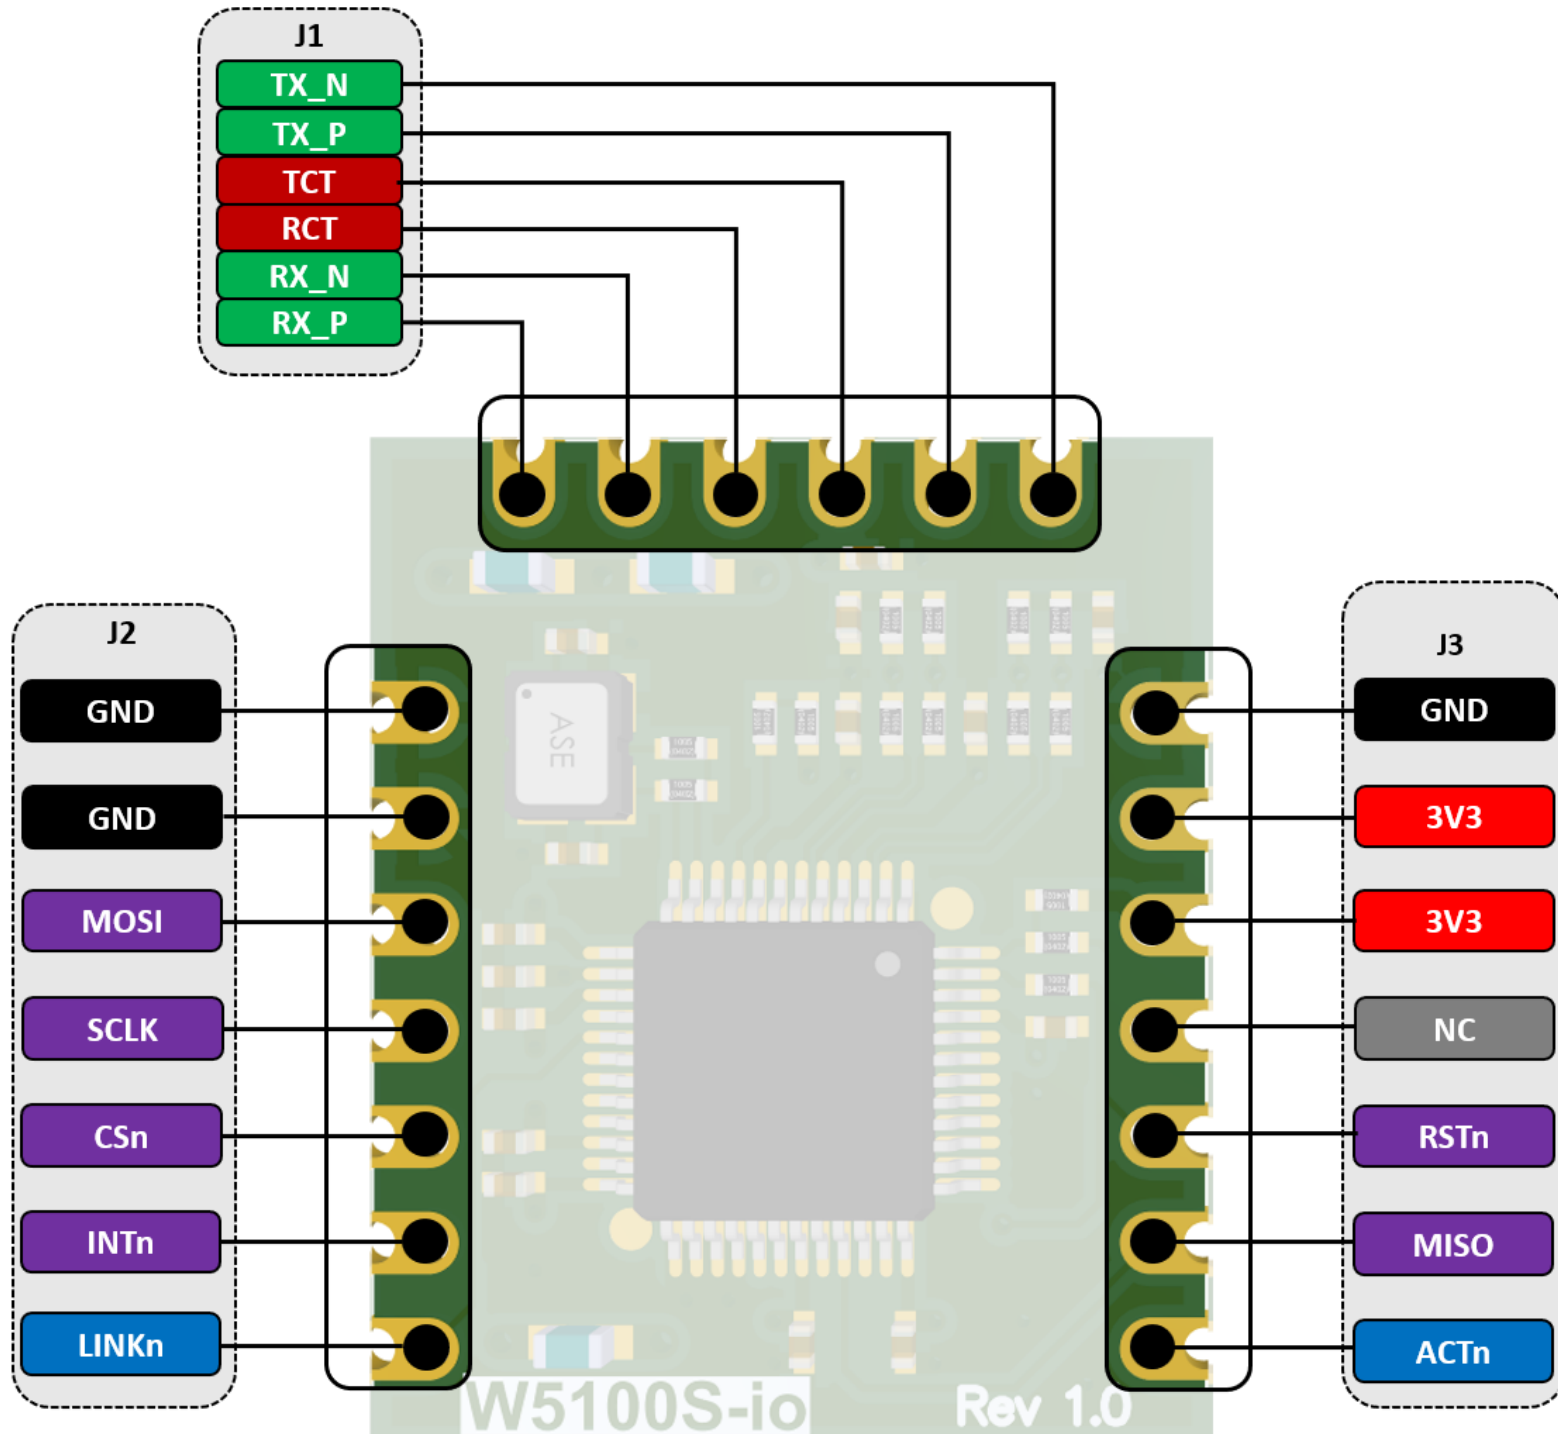 J1
TX_N
TX_P
TCT
RCT
RX_N
RX_P
J2
GND
GND
MOSI
SCLK
CSn
INTn
LINKn
J3
GND
3V3
3V3
NC
RSTn
MISO
ACTn
ASE
W5100S-io
Rev 1.0